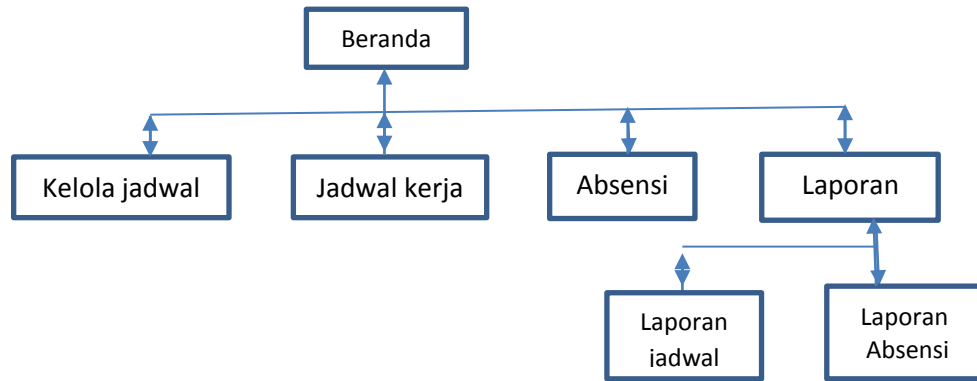 Beranda
Kelola jadwal
Jadwal kerja
Absensi
Laporan
Laporan
jadwal
Laporan
Absensi